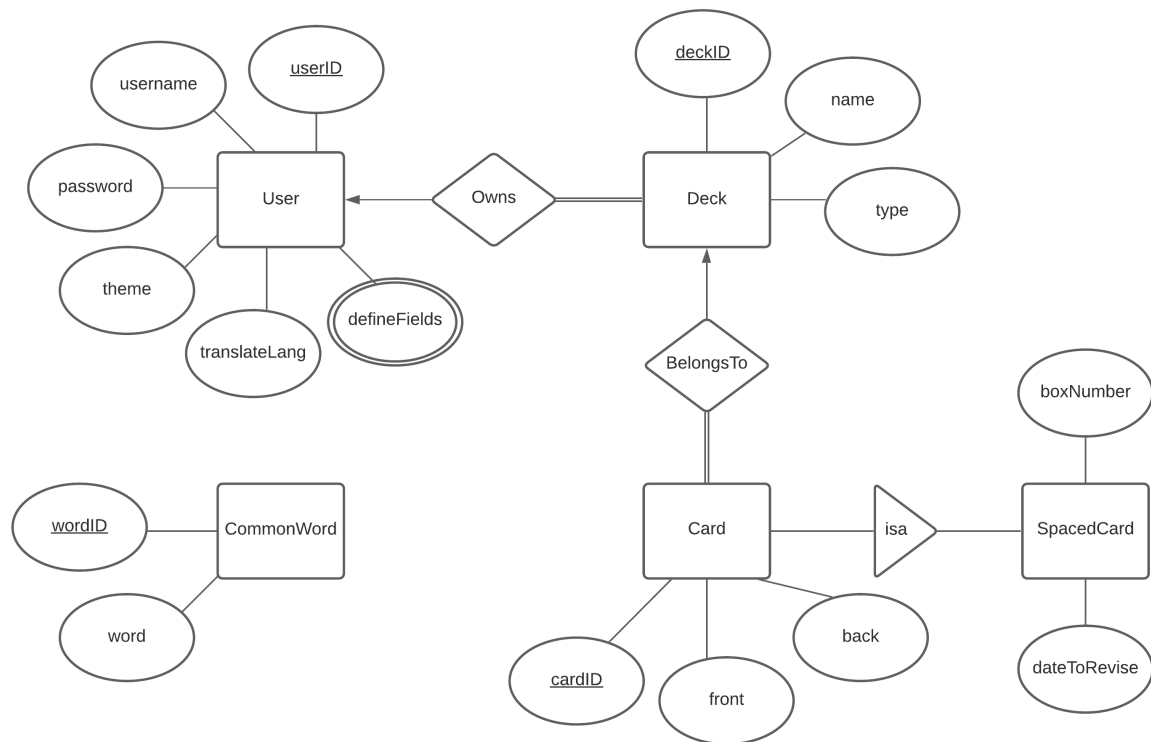 deckID
userID
username
name
password
User
Owns
Deck
type
theme
defineFields
translateLang
BelongsTo
boxNumber
wordID
CommonWord
Card
isa
SpacedCard
word
back
cardID
front
dateToRevise